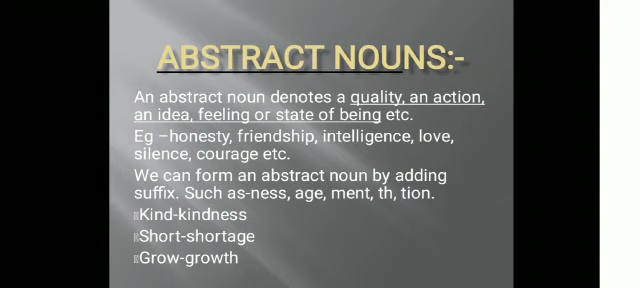 ABSTRACT NOUNS:-
An abstract noun denotes a quality, an action,
an idea, feeling or state of being etc.
Eg –honesty, friendship, intelligence, love,
silence, courage etc.
We can form an abstract noun by adding
suffix. Such as-ness, age, ment, th, tion.
Kind-kindness
Short-shortage
Grow-growth